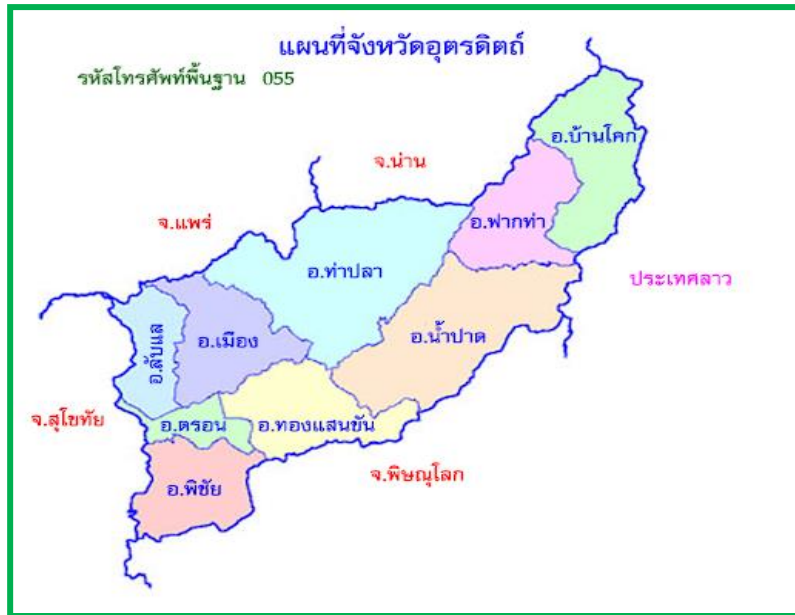 แผนที่จังหวัดอุตรดิตถ์
รหัสโทรศัพท์พื้นฐาน 055
อ.บ้านโคก
จ.น่าน
จ.แพร่
อ.ฟากท่า
อ.ท่าปลา
ประเทศลาว
อ.น้ำปาด
อ.เมือง
อ.ลับแล
จ.สุโขทัย
อ.ตรอน
อ.ทองแสนขัน
จ.พิษณุโลก
อ.พิชัย